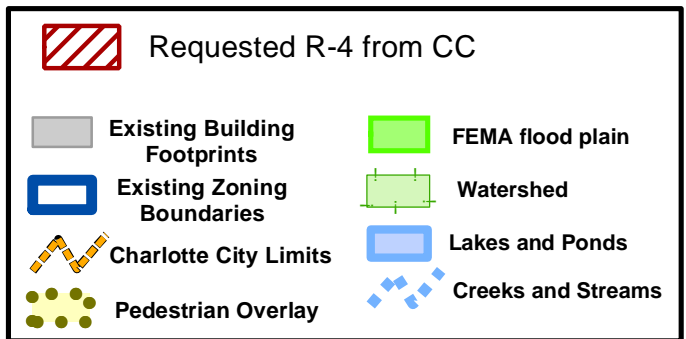 Requested R-4 from CC
Existing Building
Footprints
Existing Zoning
Boundaries
Charlotte City Limits
Pedestrian Overlay
FEMA flood plain
Watershed
Lakes and Ponds
Creeks and Streams